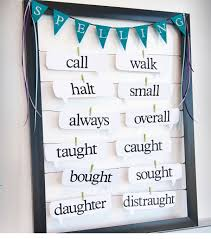 SPELLING
call walk
halt small
always overall
taught caught
bought sought
daughter distraught